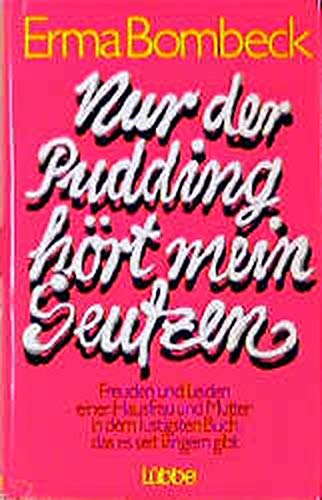 Erma Bombeck
Nur der
Pudding
hört mein
Seufzen
Freuden und Leiden
einer Hausfrau und Mutter
in dem lustigsten Buch
das es seit langem gibt
Lübbe